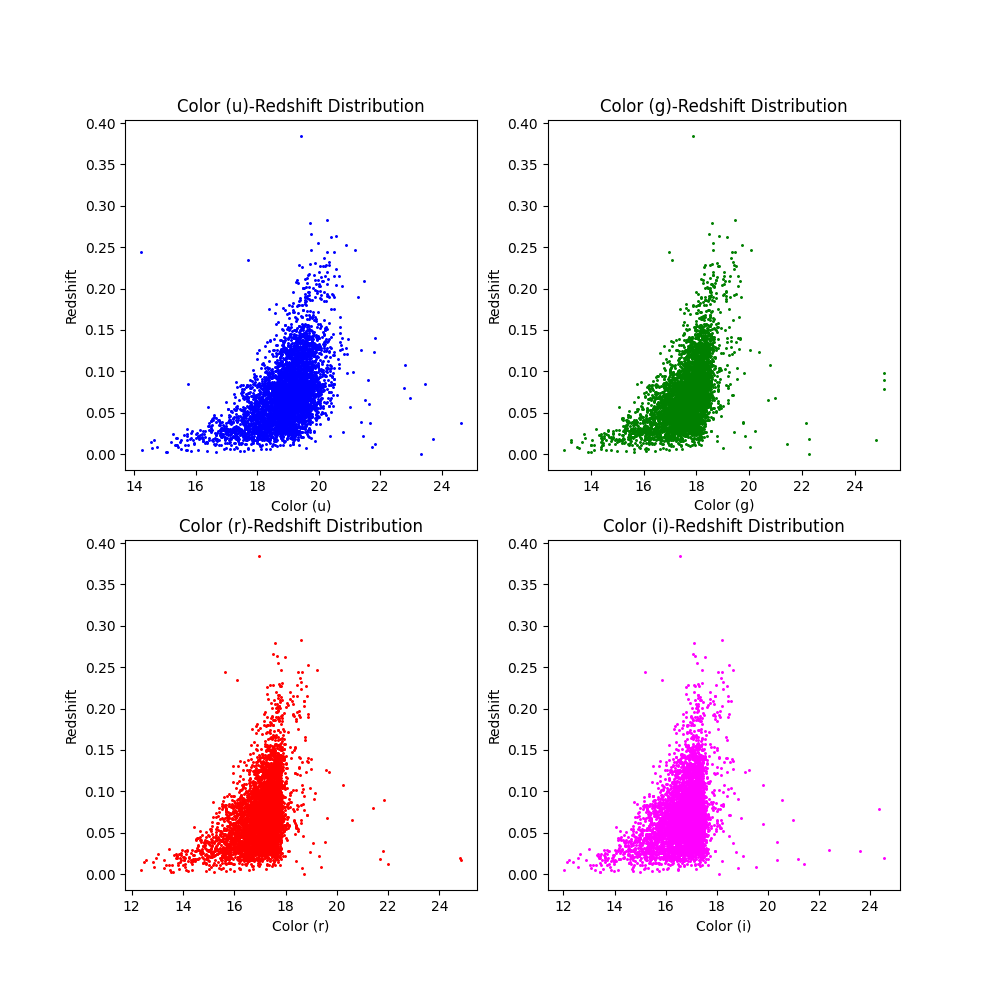 Color (u)-Redshift Distribution
Color (g)-Redshift Distribution
0.40
0.35
0.30
0.25
0.20
0.15
0.10
0.05
0.00
Redshift
14 16 18 20 22 24
Color (u)
0.40
0.35
0.30
0.25
0.20
0.15
0.10
0.05
0.00
Redshift
14 16 18 20 22 24
Color (g)
Color (r)-Redshift Distribution
Color (i)-Redshift Distribution
0.40
0.35
0.30
0.25
0.20
0.15
0.10
0.05
0.00
Redshift
12 14 16 18 20 22 24
Color (r)
0.40
0.35
0.30
0.25
0.20
0.15
0.10
0.05
0.00
Redshift
12 14 16 18 20 22 24
Color (i)